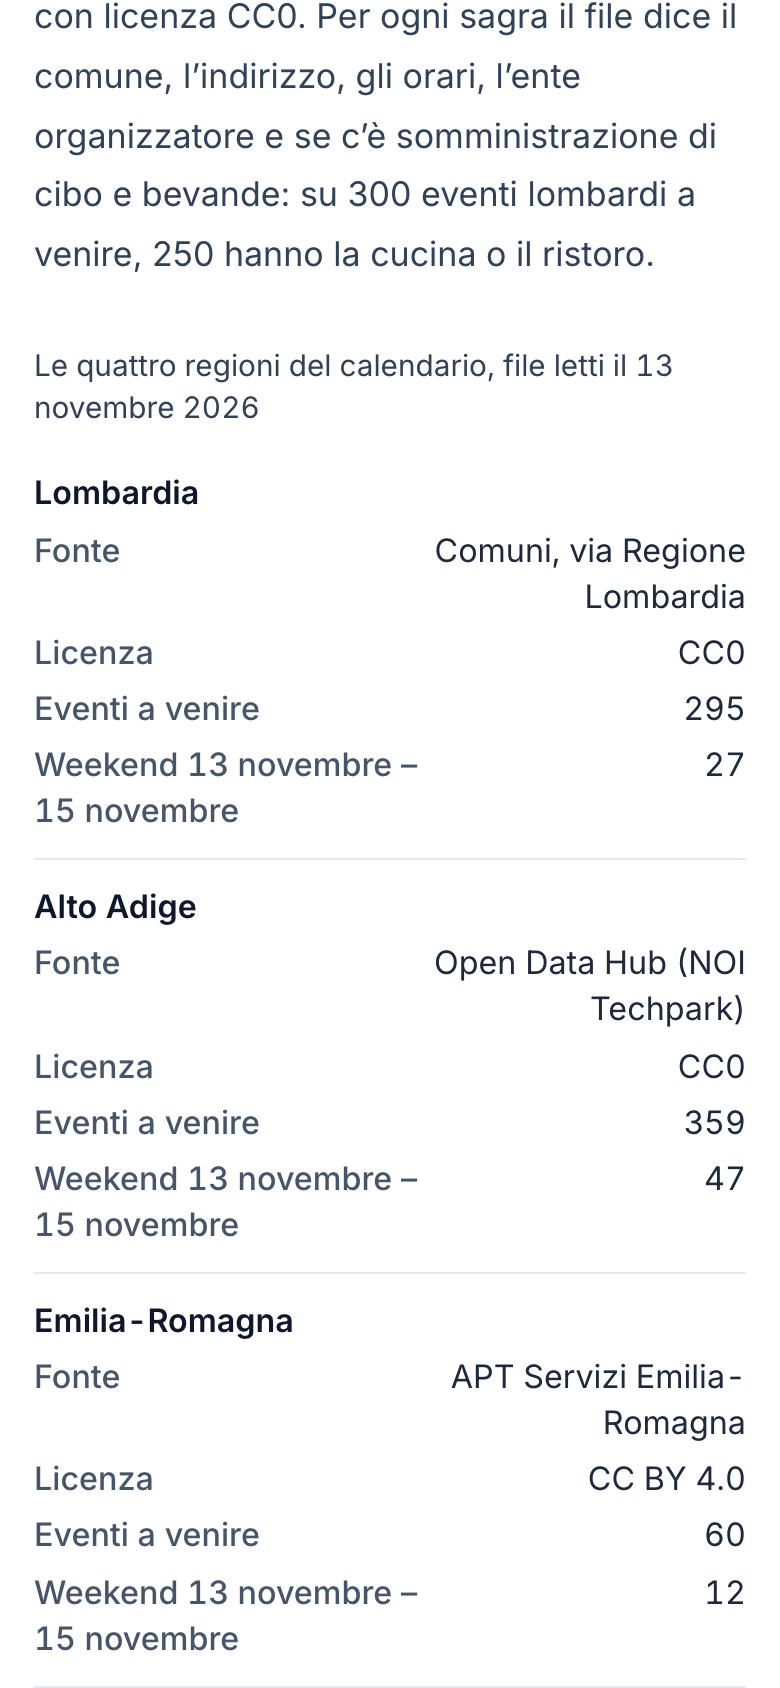 con licenza CC0. Per ogni sagra il file dice il
comune, l’indirizzo, gli orari, l’ente
organizzatore e se c’è somministrazione di
cibo e bevande: su 300 eventi lombardi a
venire, 250 hanno la cucina o il ristoro.
Le quattro regioni del calendario, file letti il 13
novembre 2026
Lombardia
Fonte Comuni, via Regione
Lombardia
Licenza CC0
Eventi a venire 295
Weekend 13 novembre – 27
15 novembre
Alto Adige
Fonte Open Data Hub (NOI
Techpark)
Licenza CC0
Eventi a venire 359
Weekend 13 novembre – 47
15 novembre
Emilia-Romagna
Fonte APT Servizi Emilia-
Romagna
Licenza CC BY 4.0
Eventi a venire 60
Weekend 13 novembre – 12
15 novembre